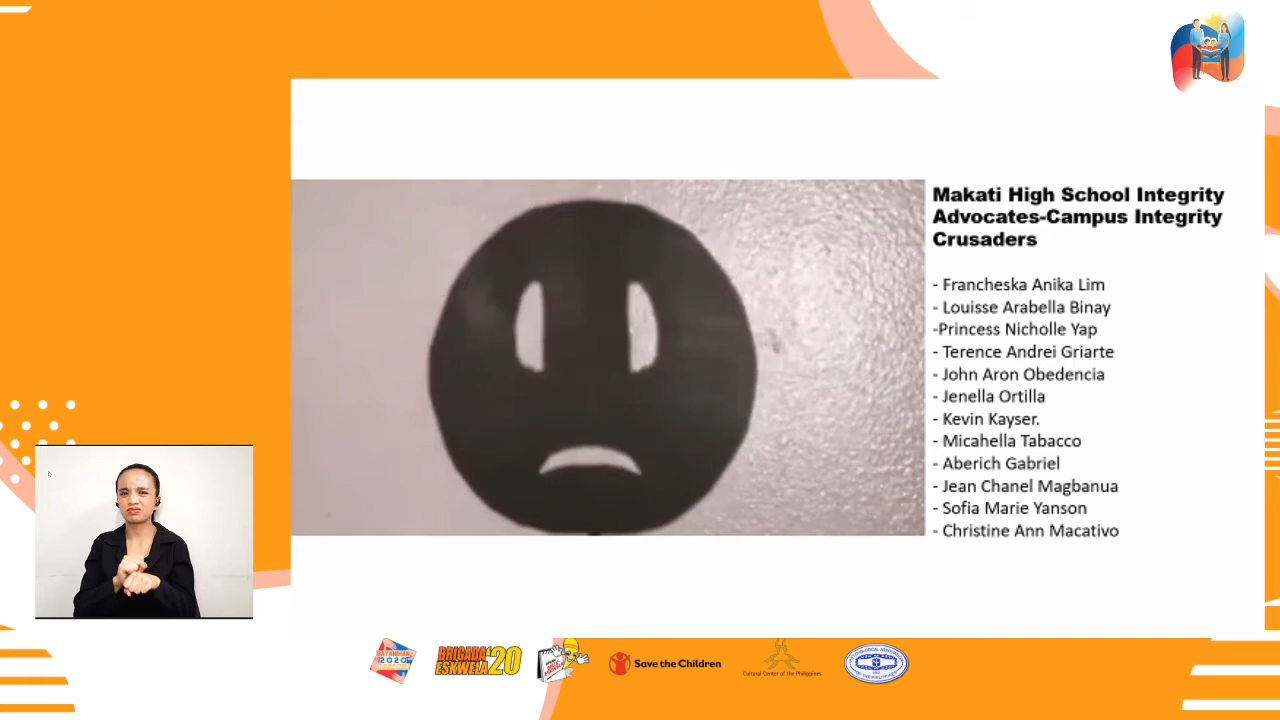 Makati High School Integrity
Advocates-Campus Integrity
Crusaders
- Francheska Anika Lim
- Louisse Arabella Binay
-Princess Nicholle Yap
- Terence Andrei Griarte
- John Aron Obedencia
- Jenella Ortilla
- Kevin Kayser.
- Micahella Tabacco
- Aberich Gabriel
- Jean Chanel Magbanua
- Sofia Marie Yanson
- Christine Ann Macativo
BAYANIHAN
2020
BRIGADA
ESKWELA'20
Save the Children
Cultural Center of the Philippines